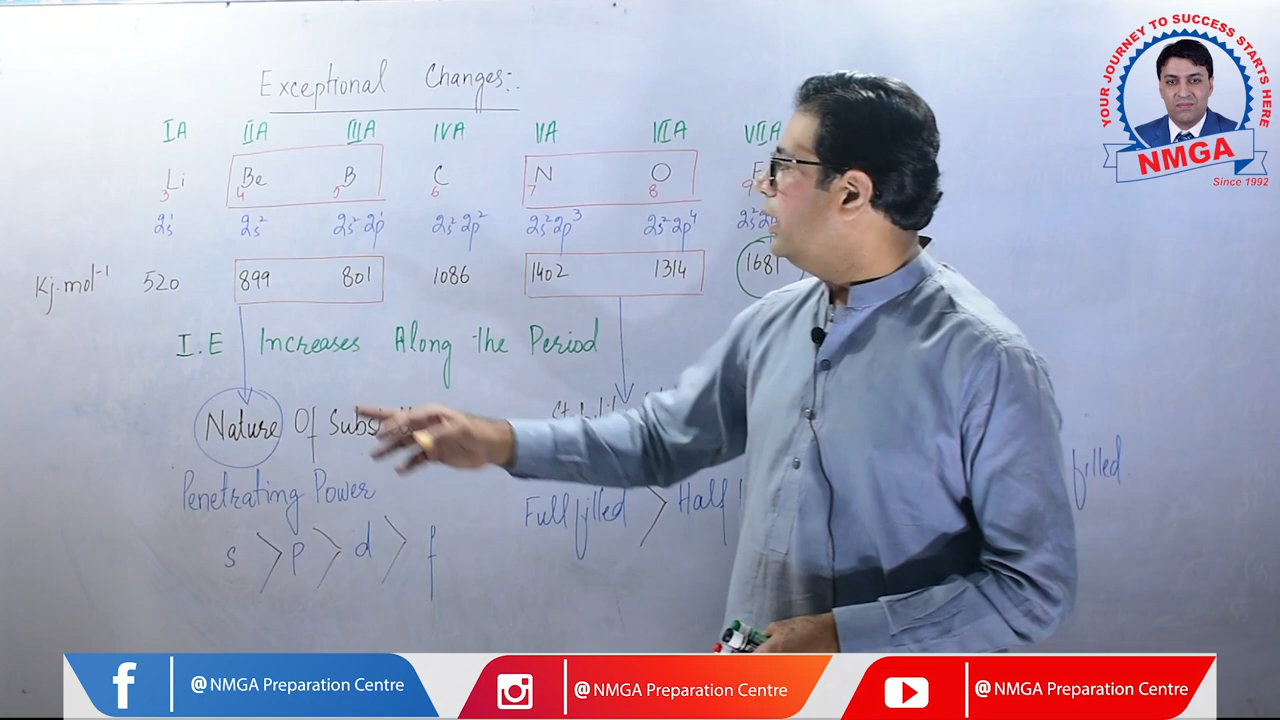 Exceptional Changes:
IA IIA IIIA IVA VA VIA VIIA
Li Be B C N O F
3 4 5 6 7 8 9
2s¹ 2s² 2s² 2p¹ 2s² 2p² 2s² 2p³ 2s² 2p⁴ 2s²
Kj.mol⁻¹ 520 899 801 1086 1402 1314 1681
I.E Increases Along the Period
Nature Of
Penetrating Power
s > p > d > f
Full filled > Half filled
YOUR JOURNEY TO SUCCESS STARTS HERE
NMGA
Since 1992
f @NMGA Preparation Centre
@NMGA Preparation Centre
@NMGA Preparation Centre